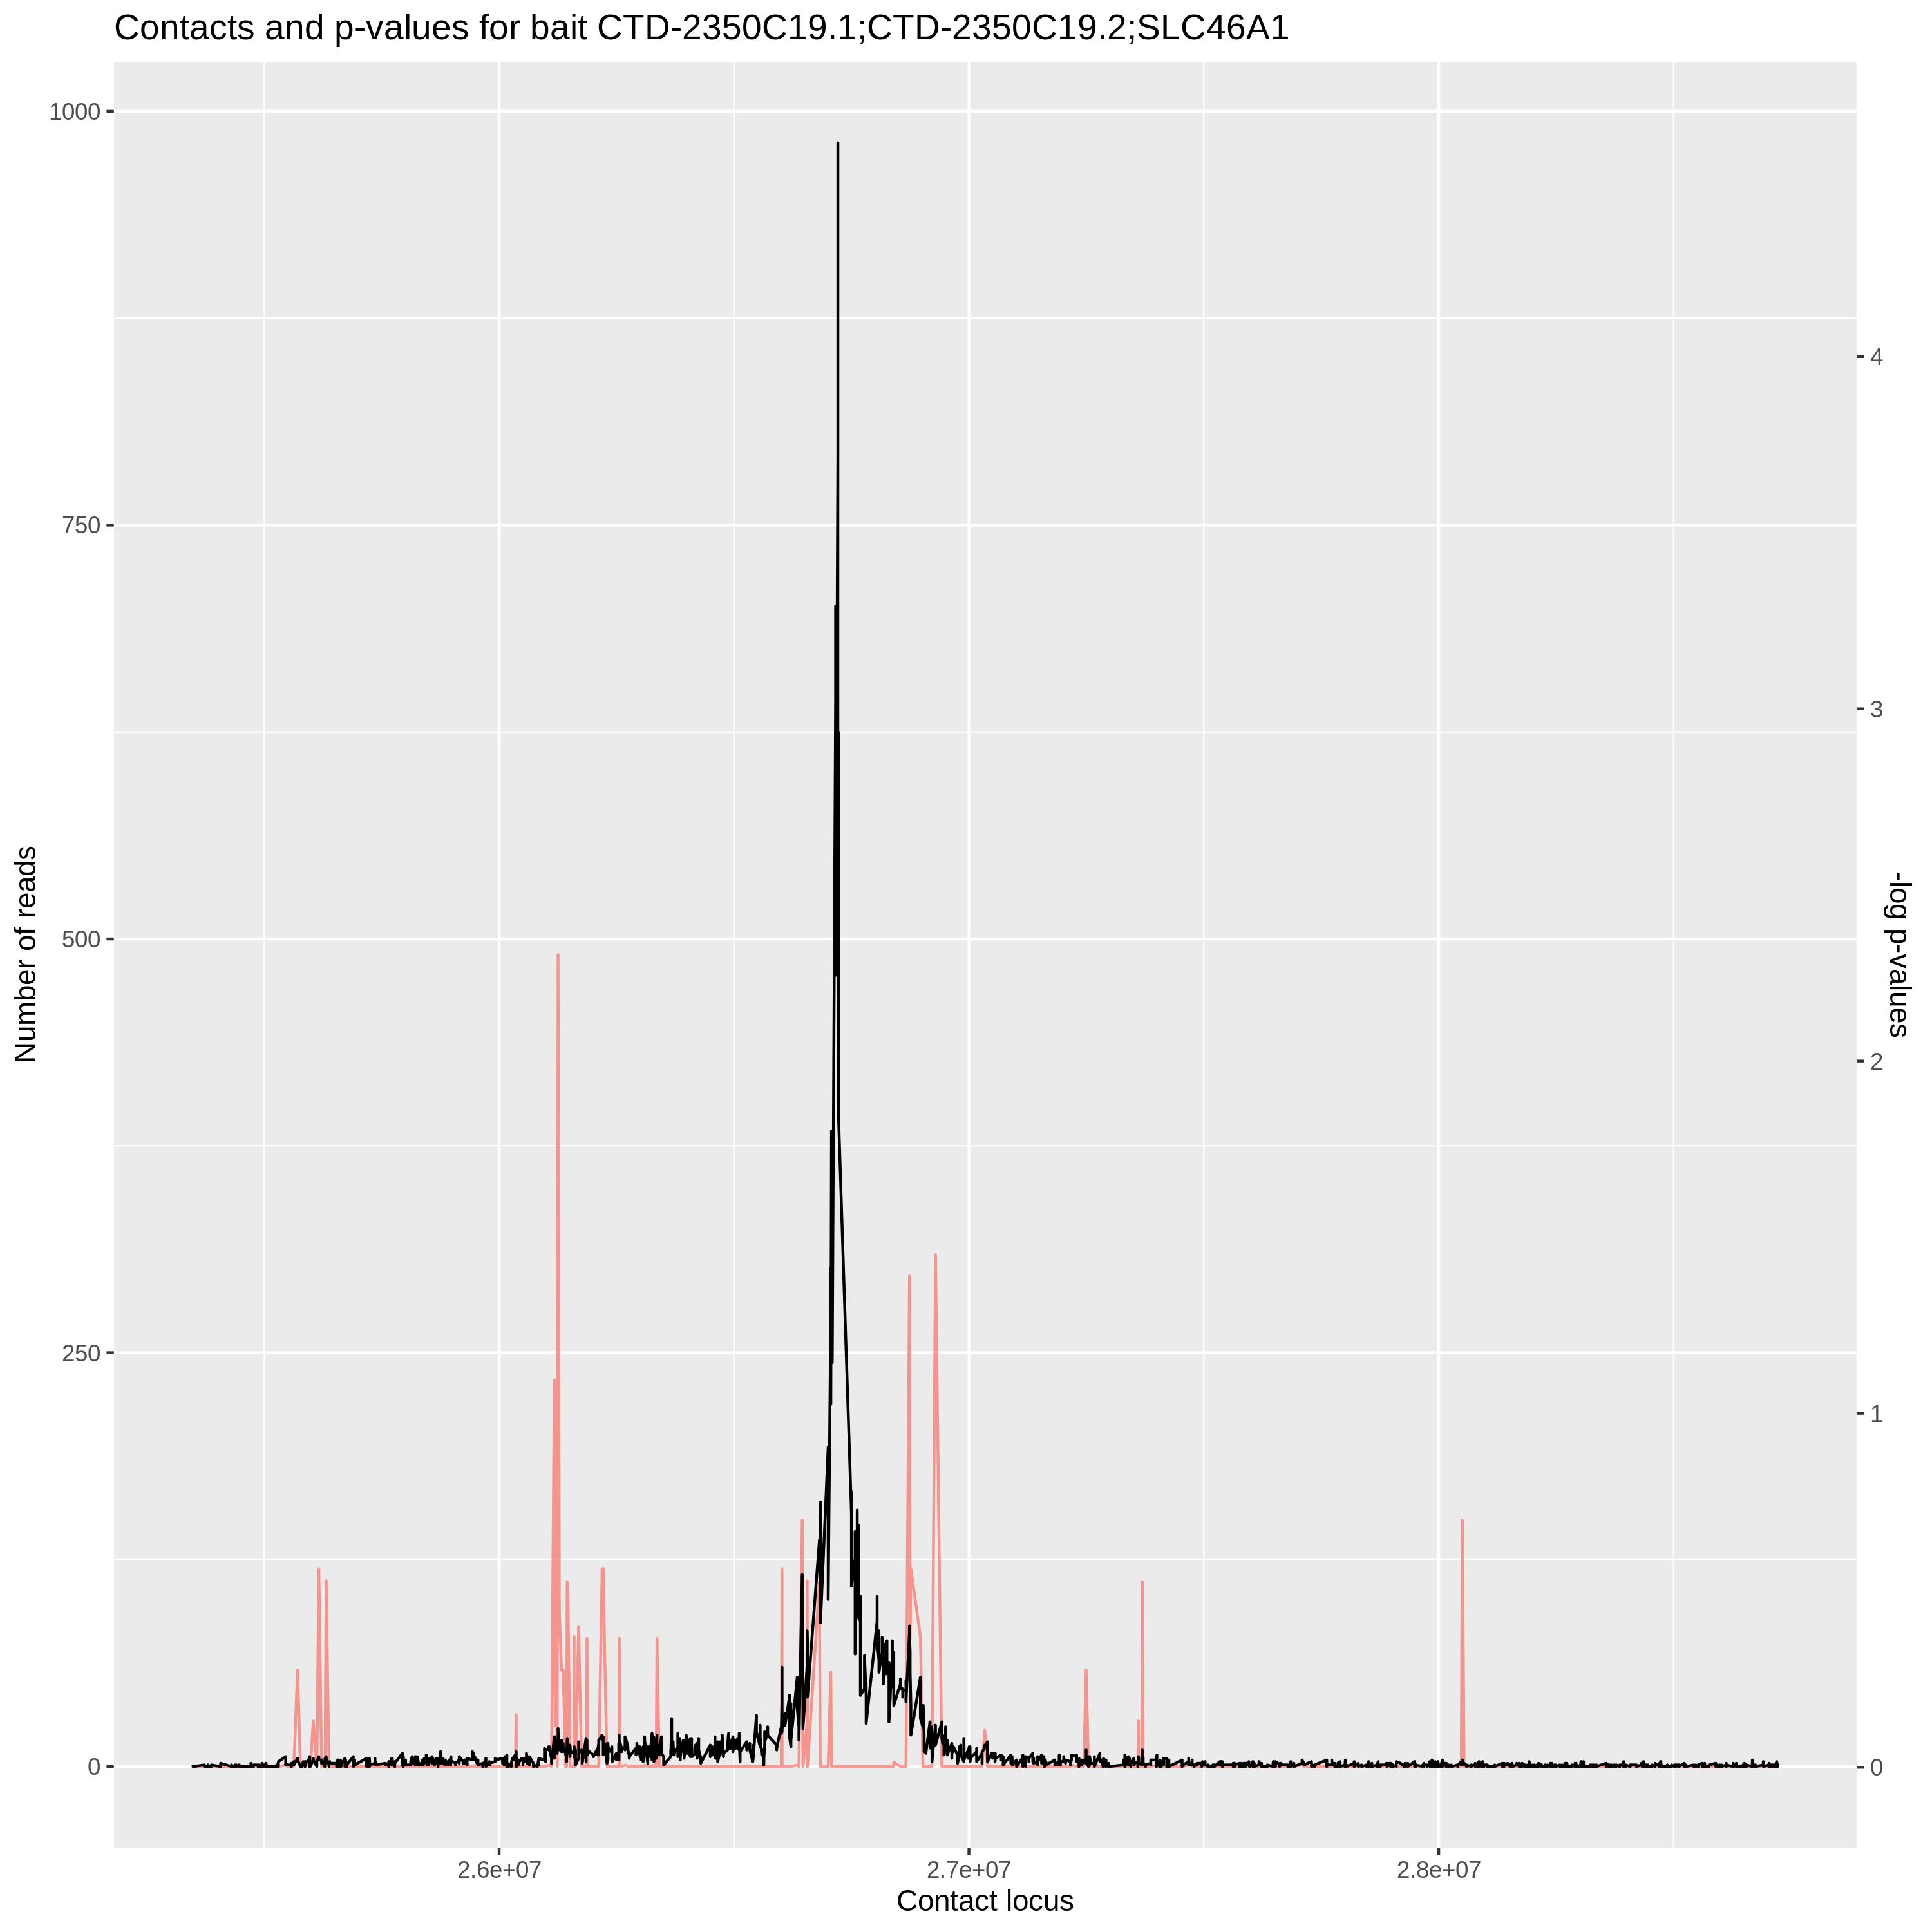 Contacts and p-values for bait CTD-2350C19.1;CTD-2350C19.2;SLC46A1
1000
750
500
250
0
Number of reads
4
3
2
1
0
-log p-values
2.6e+07
2.7e+07
2.8e+07
Contact locus